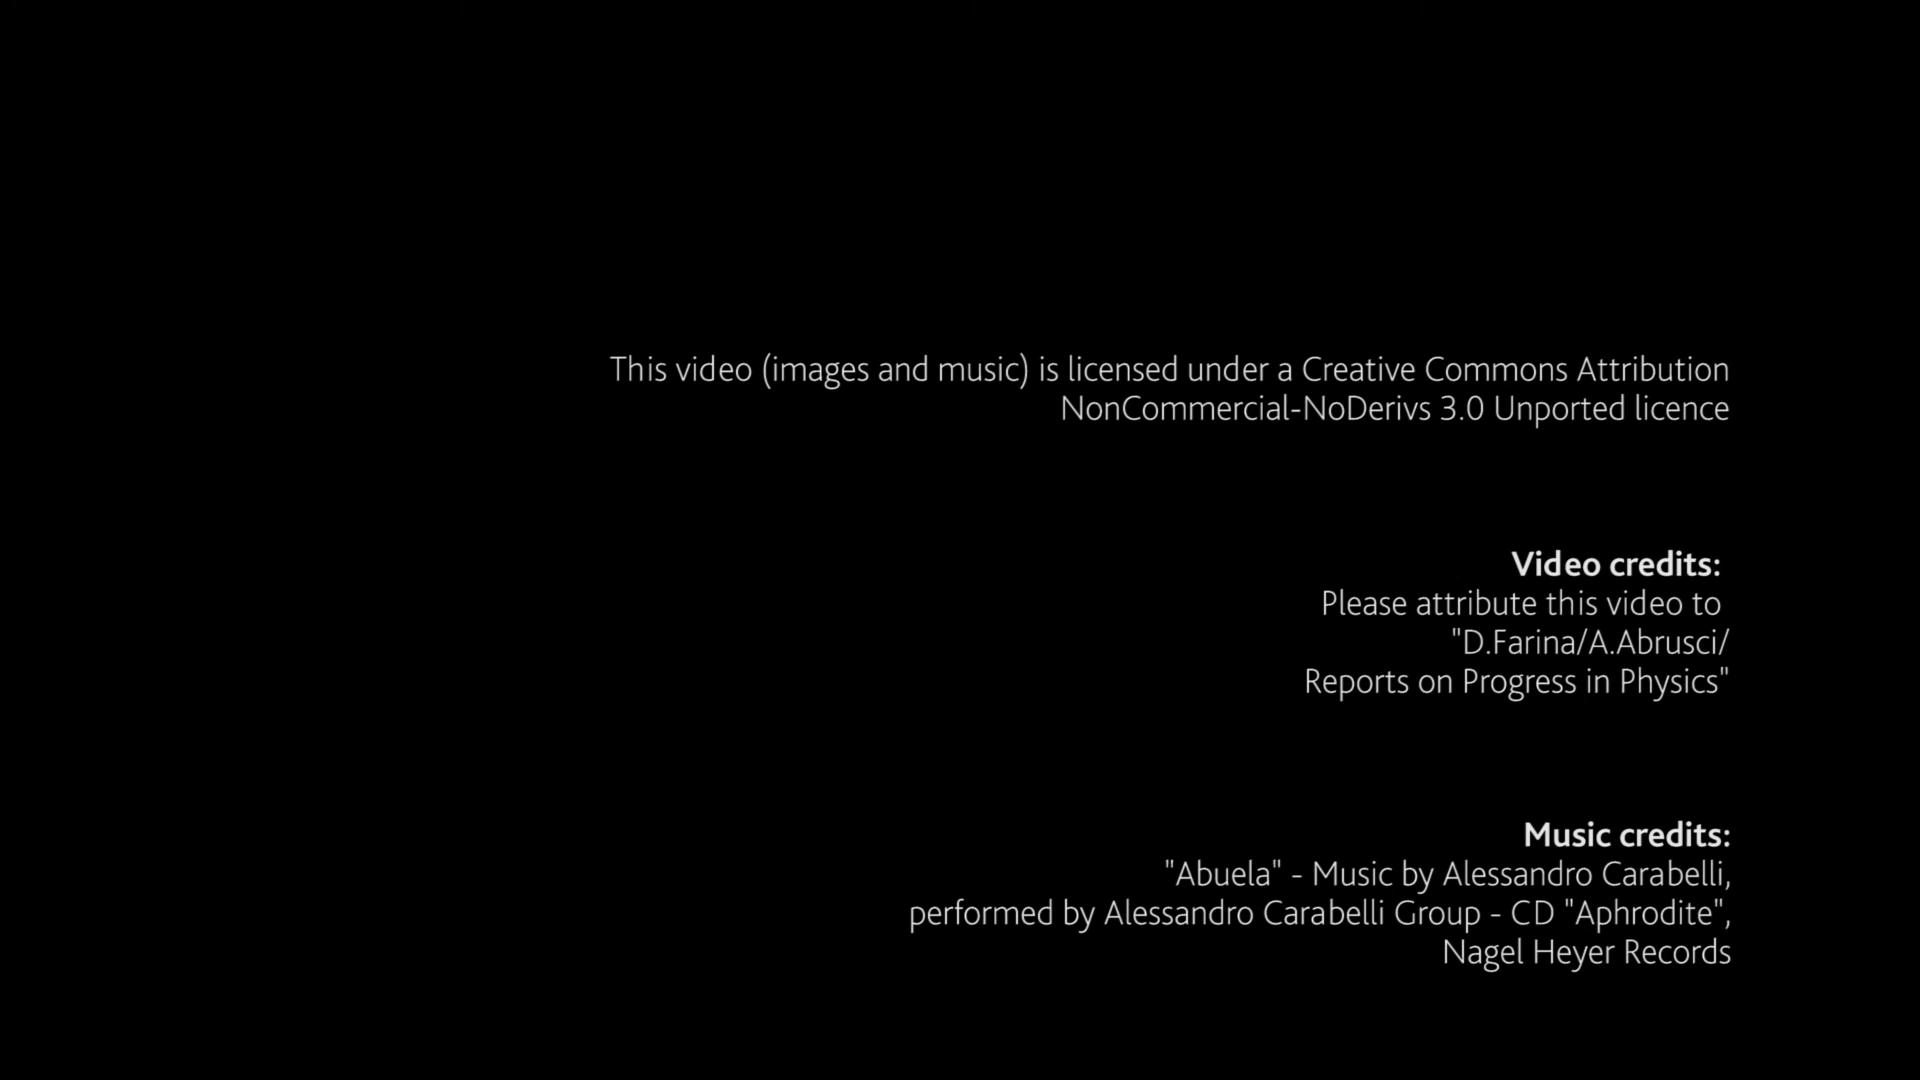 This video (images and music) is licensed under a Creative Commons Attribution
NonCommercial-NoDerivs 3.0 Unported licence
Video credits:
Please attribute this video to
"D.Farina/A.Abrusci/
Reports on Progress in Physics"
Music credits:
"Abuela" - Music by Alessandro Carabelli,
performed by Alessandro Carabelli Group - CD "Aphrodite",
Nagel Heyer Records